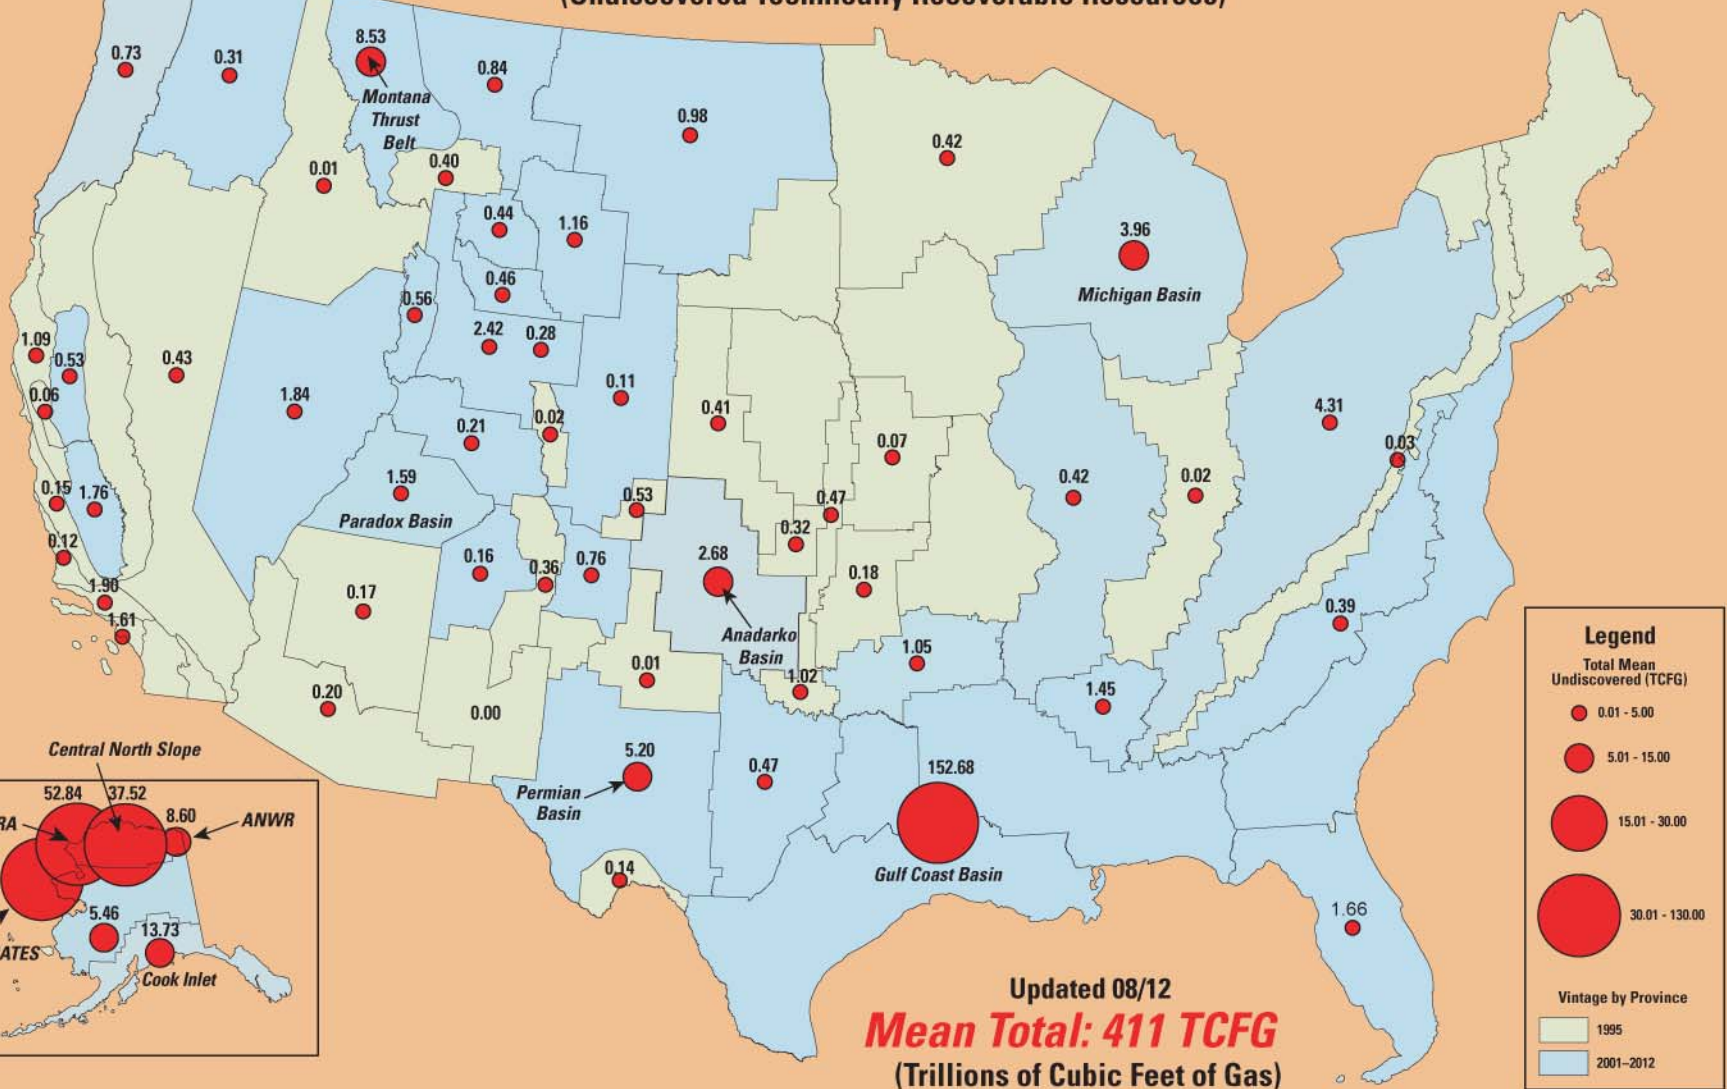 (Undiscovered Technically Recoverable Resources)
0.73
0.31
8.53
Montana
Thrust
Belt
0.84
0.98
0.42
0.01
0.40
0.44
1.16
3.96
Michigan Basin
0.46
0.56
2.42
0.28
1.09
0.53
0.43
0.06
1.84
0.11
0.41
0.02
0.21
0.07
4.31
0.03
1.59
Paradox Basin
0.15
1.76
0.53
0.47
0.42
0.02
0.12
0.32
0.16
0.36
0.76
2.68
Anadarko
Basin
0.18
1.90
0.17
0.39
1.61
0.01
1.05
1.02
0.20
0.00
1.45
5.20
Permian
Basin
0.47
152.68
Gulf Coast Basin
0.14
1.66
Central North Slope
52.84
37.52
8.60
ANWR
RA
5.46
13.73
ATES
Cook Inlet
Updated 08/12
Mean Total: 411 TCFG
(Trillions of Cubic Feet of Gas)
Legend
Total Mean
Undiscovered (TCFG)
0.01 - 5.00
5.01 - 15.00
15.01 - 30.00
30.01 - 130.00
Vintage by Province
1995
2001–2012